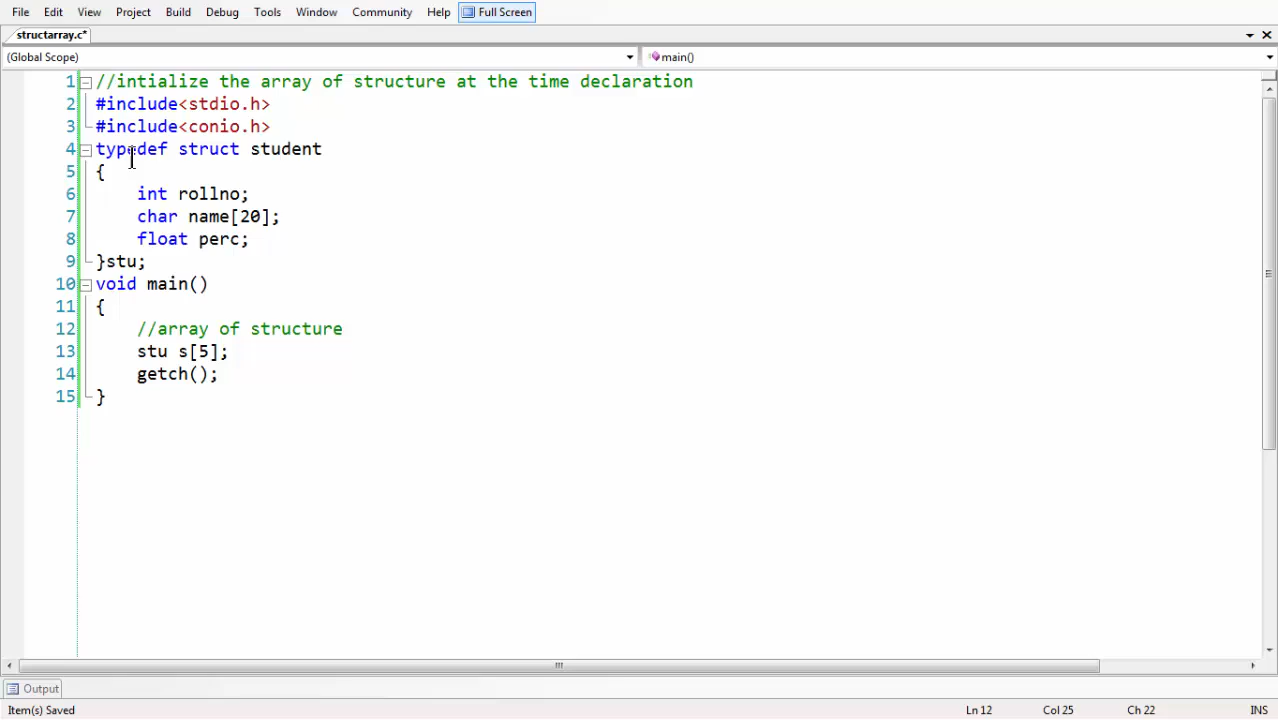 File Edit View Project Build Debug Tools Window Community Help Full Screen
structarray.c*
(Global Scope) main()
1 //intialize the array of structure at the time declaration
2 #include<stdio.h>
3 #include<conio.h>
4 typedef struct student
5 {
6 int rollno;
7 char name[20];
8 float perc;
9 }stu;
10 void main()
11 {
12 //array of structure
13 stu s[5];
14 getch();
15 }
Output
Item(s) Saved Ln 12 Col 25 Ch 22 INS